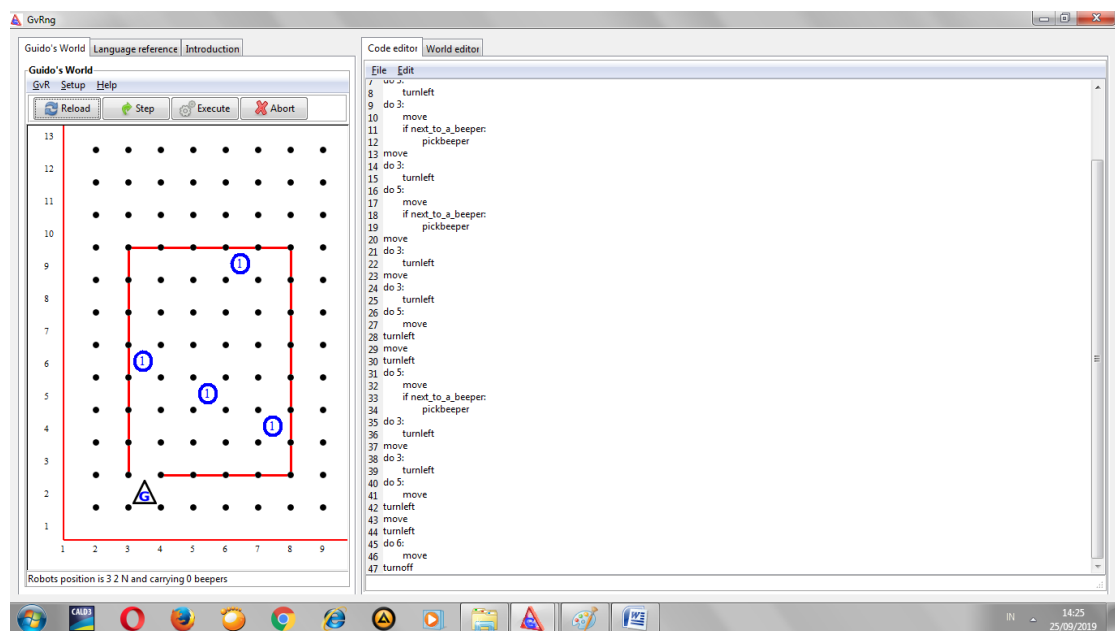 GvRng
Guido's World Language reference Introduction
Guido's World
GvR Setup Help
Reload Step Execute Abort
13
12
11
10
9
8
7
6
5
4
3
2
1
1
1
1
1
G
1 2 3 4 5 6 7 8 9
Robots position is 3 2 N and carrying 0 beepers
Code editor World editor
File Edit
7 do 3:
8 turnleft
9 do 3:
10 move
11 if next_to_a_beeper:
12 pickbeeper
13 move
14 do 3:
15 turnleft
16 do 5:
17 move
18 if next_to_a_beeper:
19 pickbeeper
20 move
21 do 3:
22 turnleft
23 move
24 do 3:
25 turnleft
26 do 5:
27 move
28 turnleft
29 move
30 turnleft
31 do 5:
32 move
33 if next_to_a_beeper:
34 pickbeeper
35 do 3:
36 turnleft
37 move
38 do 3:
39 turnleft
40 do 5:
41 move
42 turnleft
43 move
44 turnleft
45 do 6:
46 move
47 turnoff
CALD3
IN
14:25
25/09/2019